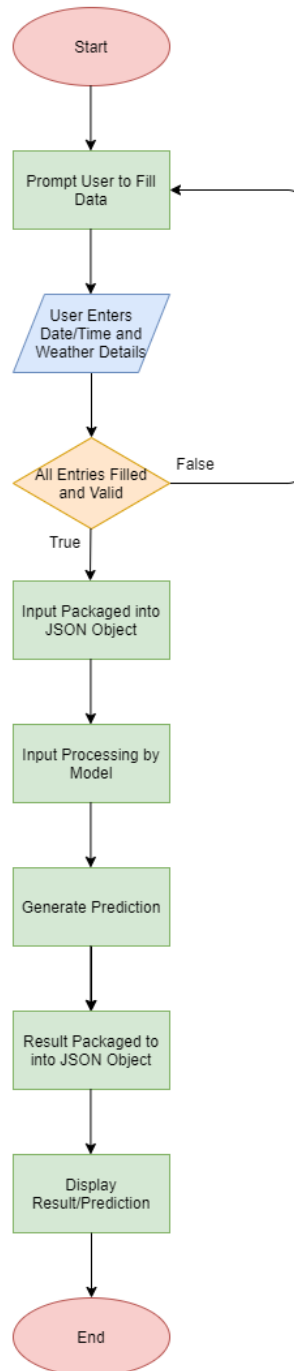 Start
Prompt User to Fill
Data
User Enters
Date/Time and
Weather Details
All Entries Filled
and Valid
False
True
Input Packaged into
JSON Object
Input Processing by
Model
Generate Prediction
Result Packaged to
into JSON Object
Display
Result/Prediction
End